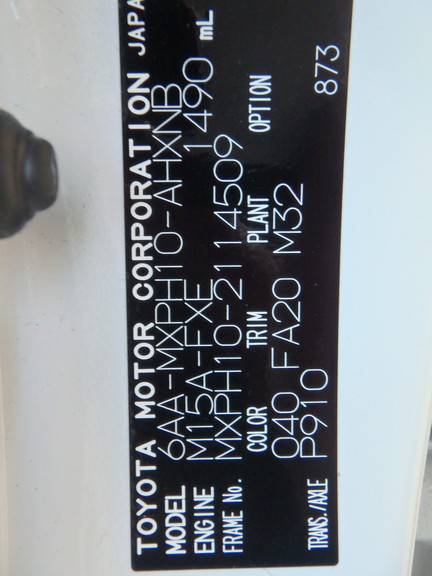 TOYOTA MOTOR CORPORATION JAPA
MODEL 6AA-MXPH10-AHXNB
ENGINE M15A-FXE 1490 mL
FRAME No. MXPH10-2114509
COLOR TRIM PLANT OPTION
040 FA20 M32
TRANS./AXLE P910 873